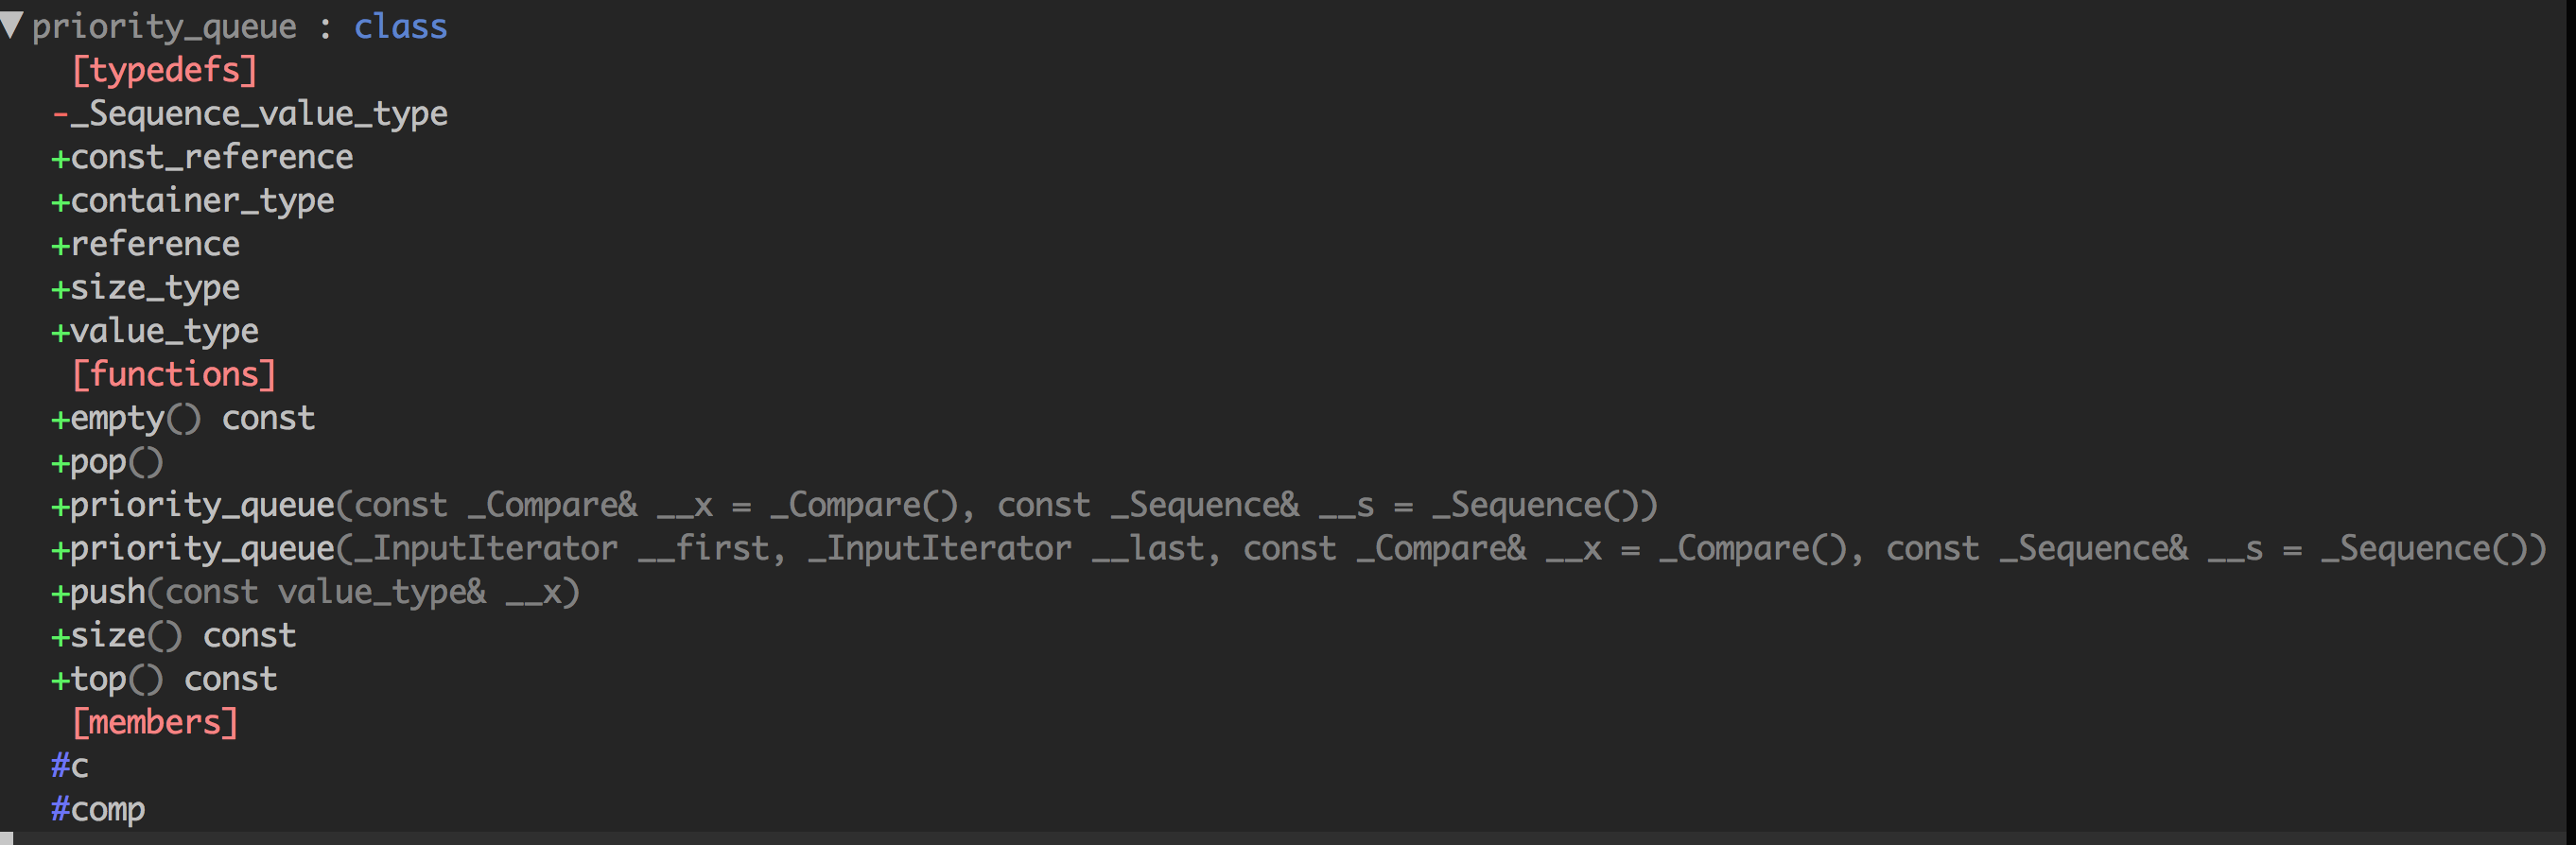 ▼ priority_queue : class
[typedefs]
-_Sequence_value_type
+const_reference
+container_type
+reference
+size_type
+value_type
[functions]
+empty() const
+pop()
+priority_queue(const _Compare& __x = _Compare(), const _Sequence& __s = _Sequence())
+priority_queue(_InputIterator __first, _InputIterator __last, const _Compare& __x = _Compare(), const _Sequence& __s = _Sequence())
+push(const value_type& __x)
+size() const
+top() const
[members]
#c
#comp